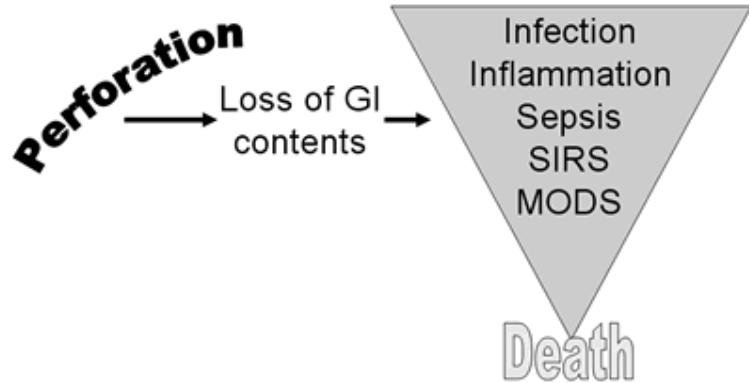 Perforation
Loss of GI
contents
Infection
Inflammation
Sepsis
SIRS
MODS
Death